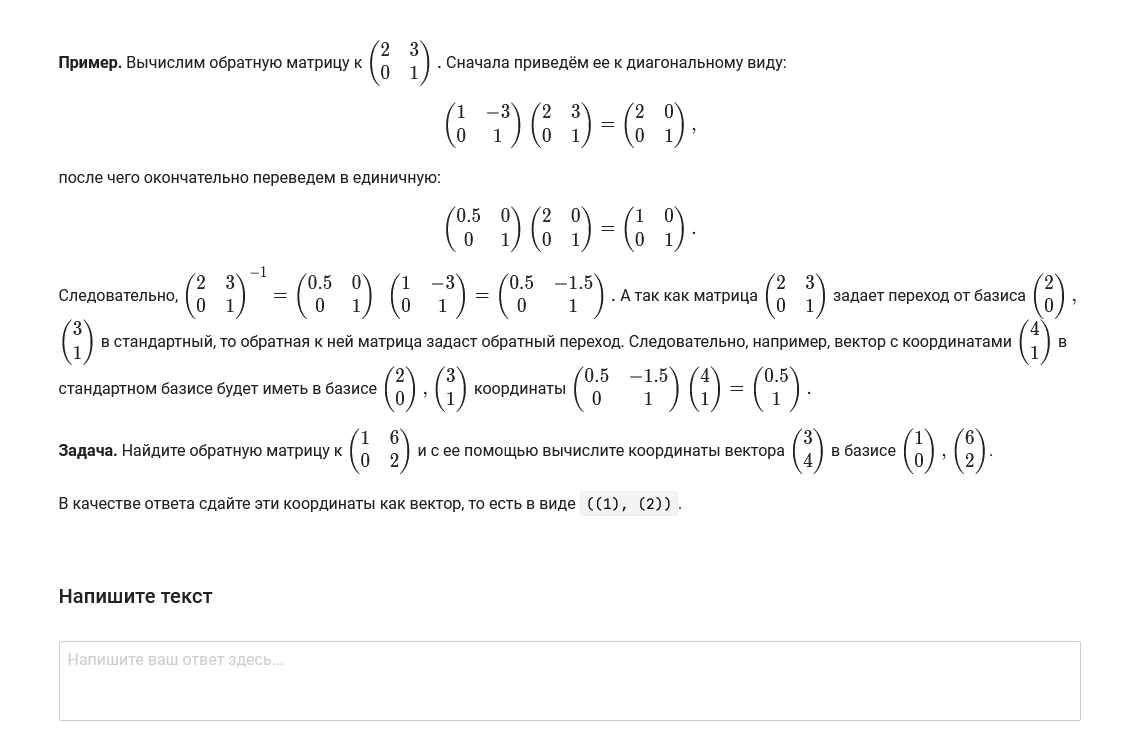 Пример. Вычислим обратную матрицу к \begin{pmatrix} 2 & 3 \\ 0 & 1 \end{pmatrix}. Сначала приведём ее к диагональному виду:
\begin{pmatrix} 1 & -3 \\ 0 & 1 \end{pmatrix} \begin{pmatrix} 2 & 3 \\ 0 & 1 \end{pmatrix} = \begin{pmatrix} 2 & 0 \\ 0 & 1 \end{pmatrix},
после чего окончательно переведем в единичную:
\begin{pmatrix} 0.5 & 0 \\ 0 & 1 \end{pmatrix} \begin{pmatrix} 2 & 0 \\ 0 & 1 \end{pmatrix} = \begin{pmatrix} 1 & 0 \\ 0 & 1 \end{pmatrix}.
Следовательно, \begin{pmatrix} 2 & 3 \\ 0 & 1 \end{pmatrix}^{-1} = \begin{pmatrix} 0.5 & 0 \\ 0 & 1 \end{pmatrix} \begin{pmatrix} 1 & -3 \\ 0 & 1 \end{pmatrix} = \begin{pmatrix} 0.5 & -1.5 \\ 0 & 1 \end{pmatrix}. А так как матрица \begin{pmatrix} 2 & 3 \\ 0 & 1 \end{pmatrix} задает переход от базиса \begin{pmatrix} 2 \\ 0 \end{pmatrix},
\begin{pmatrix} 3 \\ 1 \end{pmatrix} в стандартный, то обратная к ней матрица задаст обратный переход. Следовательно, например, вектор с координатами \begin{pmatrix} 4 \\ 1 \end{pmatrix} в
стандартном базисе будет иметь в базисе \begin{pmatrix} 2 \\ 0 \end{pmatrix}, \begin{pmatrix} 3 \\ 1 \end{pmatrix} координаты \begin{pmatrix} 0.5 & -1.5 \\ 0 & 1 \end{pmatrix} \begin{pmatrix} 4 \\ 1 \end{pmatrix} = \begin{pmatrix} 0.5 \\ 1 \end{pmatrix}.
Задача. Найдите обратную матрицу к \begin{pmatrix} 1 & 6 \\ 0 & 2 \end{pmatrix} и с ее помощью вычислите координаты вектора \begin{pmatrix} 3 \\ 4 \end{pmatrix} в базисе \begin{pmatrix} 1 \\ 0 \end{pmatrix}, \begin{pmatrix} 6 \\ 2 \end{pmatrix}.
В качестве ответа сдайте эти координаты как вектор, то есть в виде ((1), (2)).
Напишите текст
Напишите ваш ответ здесь...